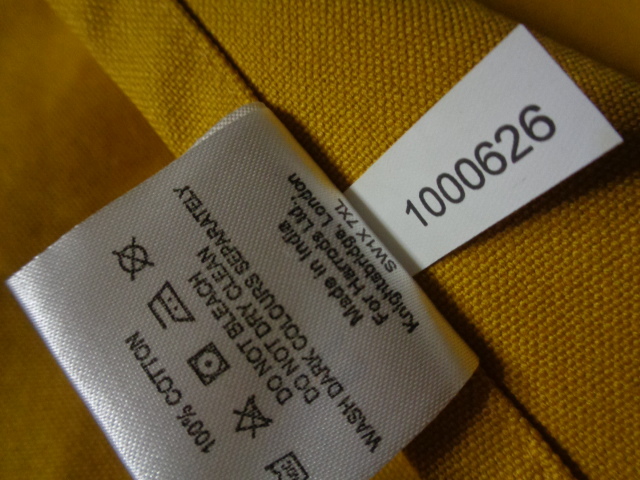 100% COTTON
DO NOT BLEACH
DO NOT DRY CLEAN
WASH DARK COLOURS SEPARATELY
Made in India
For Harrods Ltd.
Knightsbridge, London
SW1X 7XL
1000626